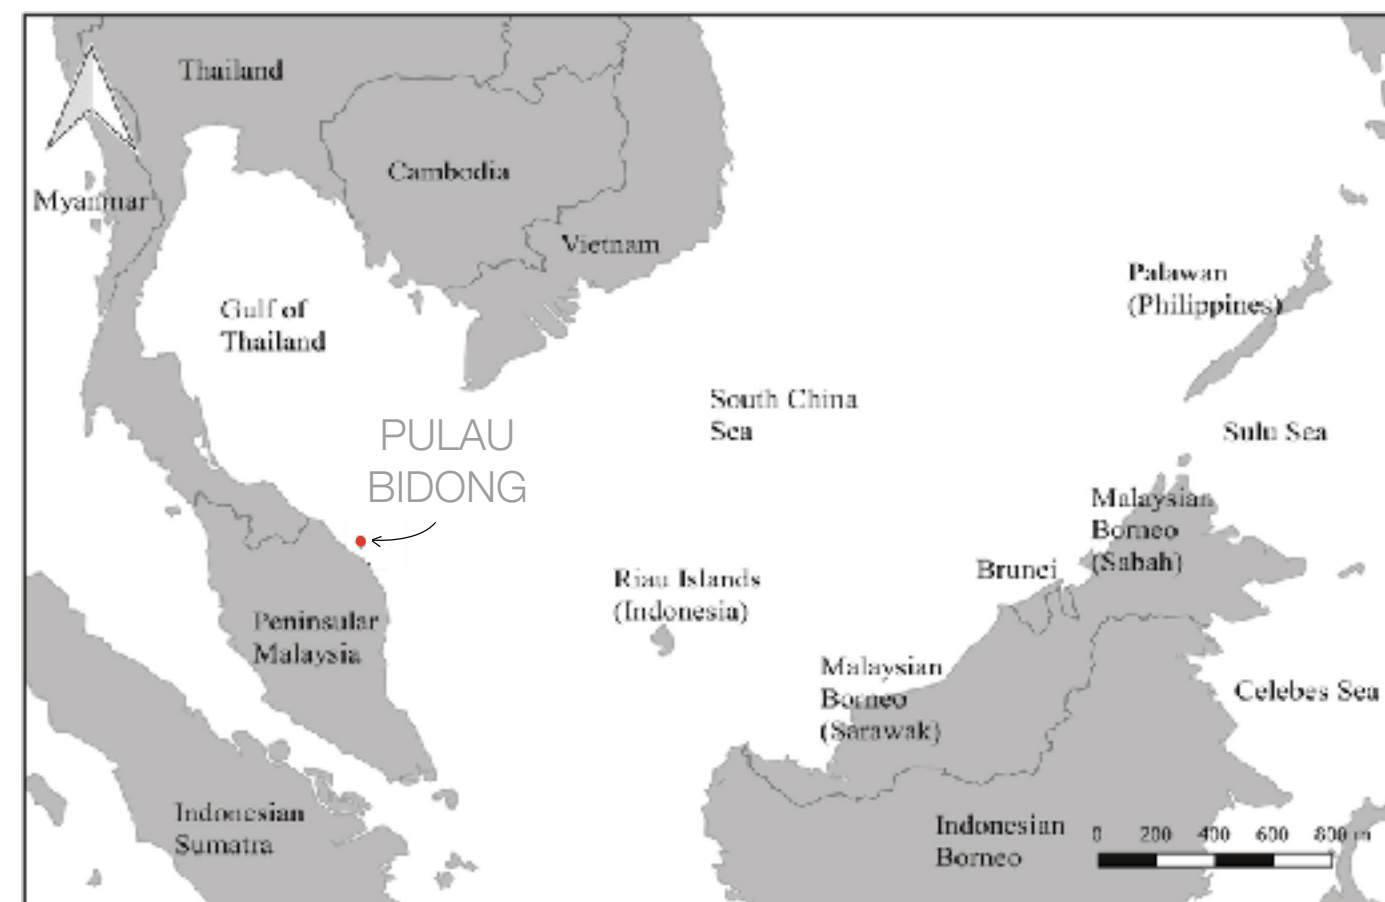 Thailand
Cambodia
Myanmar
Vietnam
Gulf of
Thailand
Palawan
(Philippines)
South China
Sea
Sulu Sea
PULAU
BIDONG
Malaysian
Borneo
(Sabah)
Brunei
Riau Islands
(Indonesia)
Peninsular
Malaysia
Malaysian
Borneo
(Sarawak)
Celebes Sea
Indonesian
Sumatra
Indonesian
Borneo
0 200 400 600 800 m